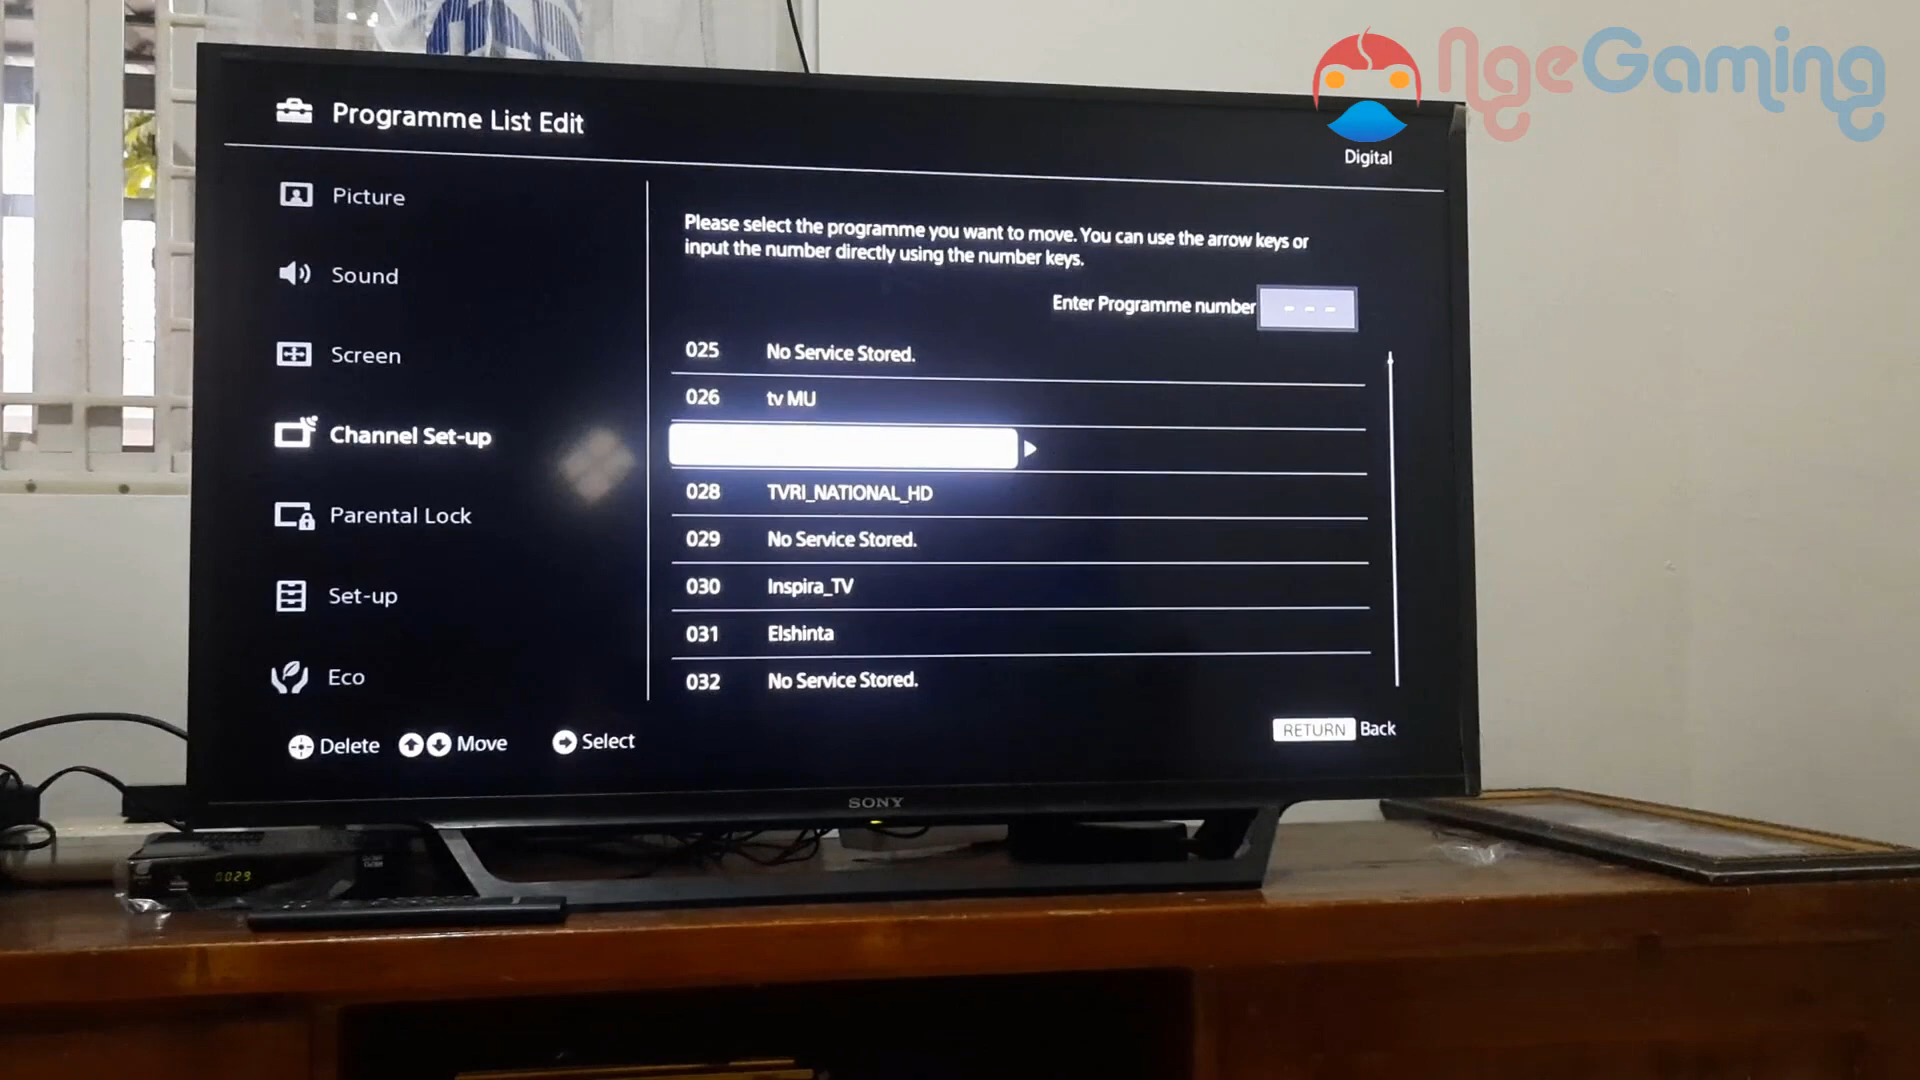 NgeGaming
Programme List Edit
Digital
Picture
Sound
Screen
Channel Set-up
Parental Lock
Set-up
Eco
Please select the programme you want to move. You can use the arrow keys or
input the number directly using the number keys.
Enter Programme number - - -
025 No Service Stored.
026 tv MU
028 TVRI_NATIONAL_HD
029 No Service Stored.
030 Inspira_TV
031 Elshinta
032 No Service Stored.
Delete Move Select
RETURN Back
SONY
0029